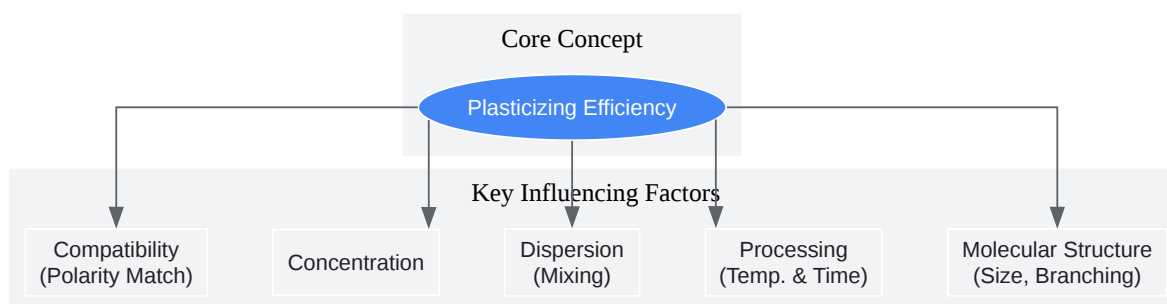 Core Concept
Plasticizing Efficiency
Key Influencing Factors
Compatibility
(Polarity Match)
Concentration
Dispersion
(Mixing)
Processing
(Temp. & Time)
Molecular Structure
(Size, Branching)